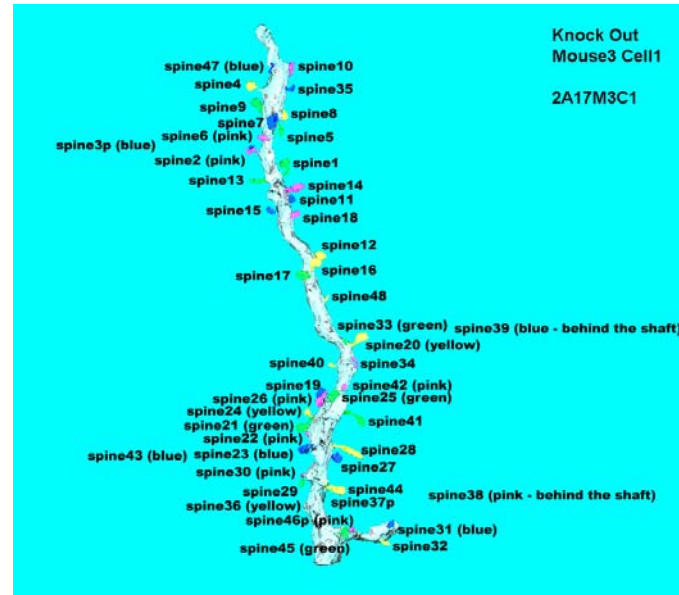 Knock Out
Mouse3 Cell1
2A17M3C1
spine47 (blue)
spine10
spine4
spine35
spine9
spine8
spine7
spine6 (pink)
spine5
spine3p (blue)
spine2 (pink)
spine1
spine13
spine14
spine11
spine15
spine18
spine12
spine16
spine17
spine48
spine33 (green)
spine39 (blue - behind the shaft)
spine20 (yellow)
spine40
spine34
spine19
spine42 (pink)
spine26 (pink)
spine25 (green)
spine24 (yellow)
spine41
spine21 (green)
spine22 (pink)
spine28
spine43 (blue)
spine23 (blue)
spine27
spine30 (pink)
spine29
spine44
spine38 (pink - behind the shaft)
spine37p
spine36 (yellow)
spine46p (pink)
spine31 (blue)
spine45 (green)
spine32